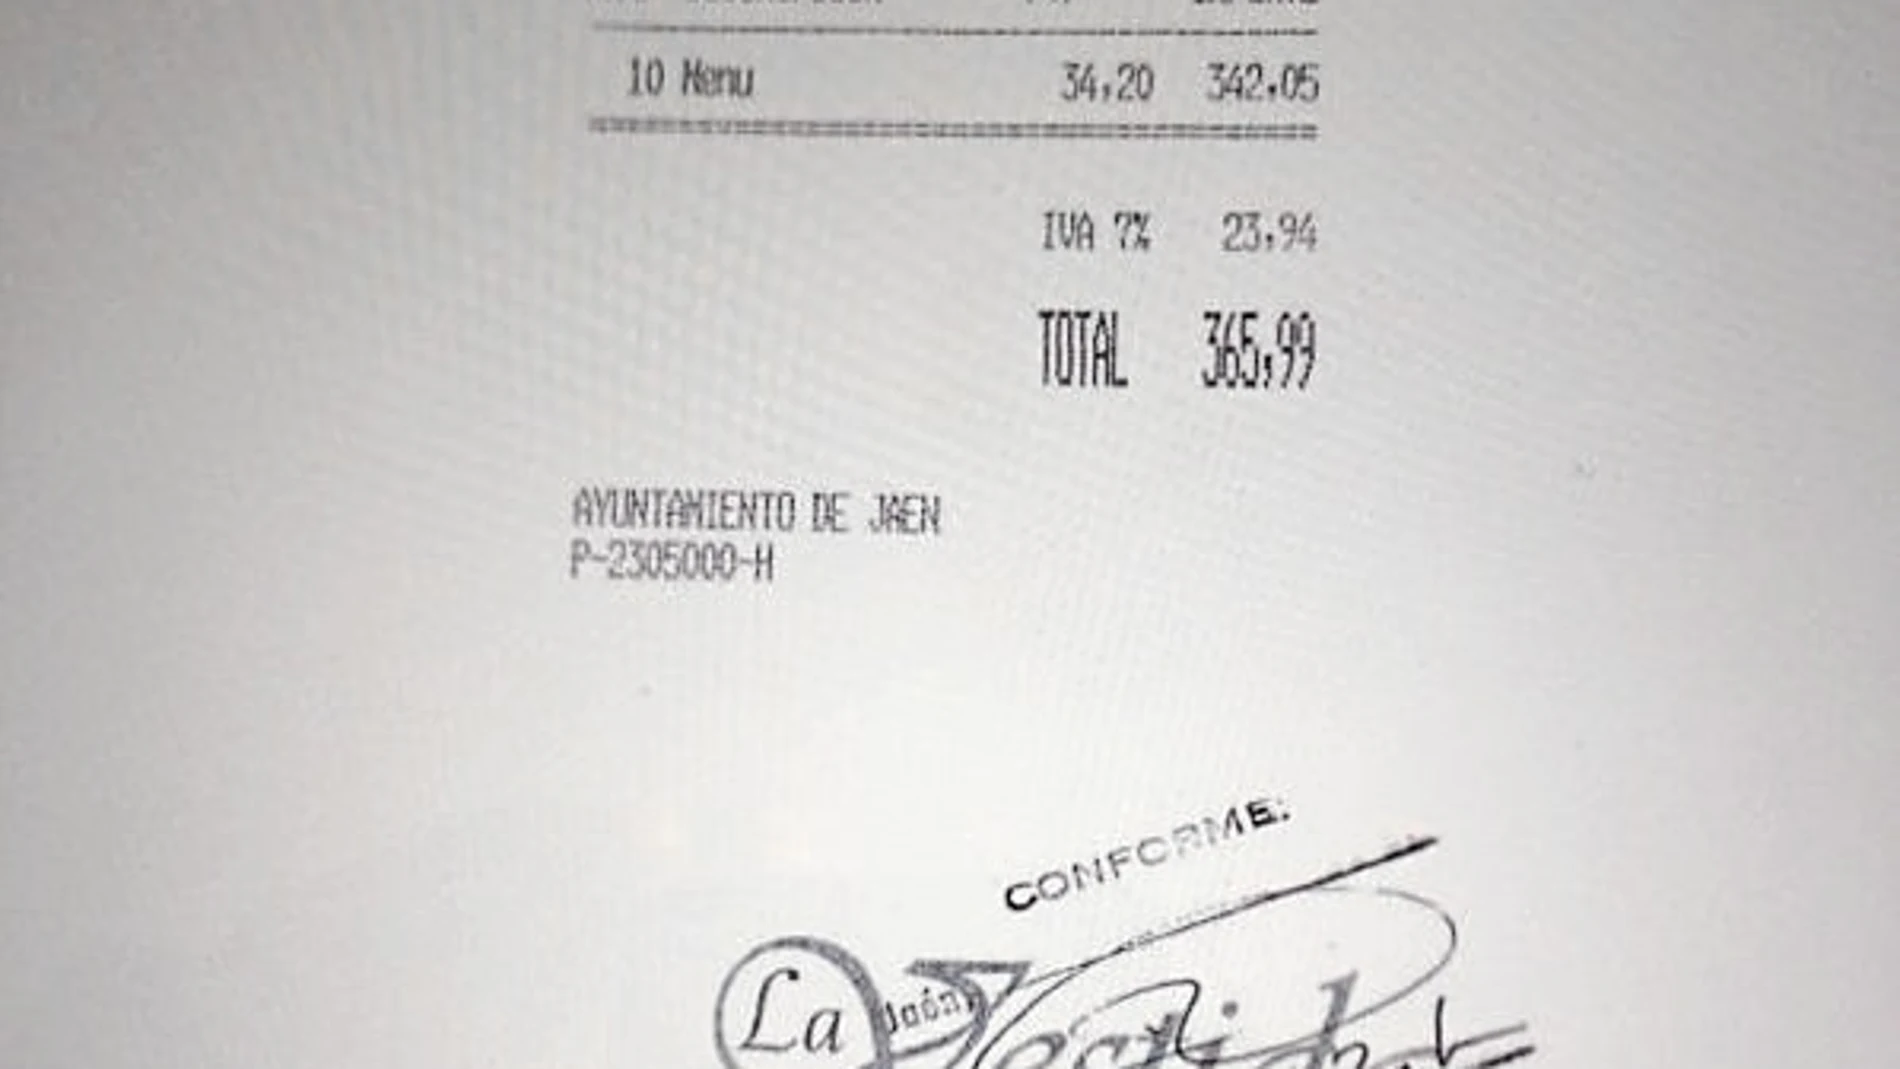 10 Menu 34,20 342,05
IVA 7% 23,94
TOTAL 365,99
AYUNTAMIENTO DE JAEN
P-2305000-H
CONFORME:
La
Jaén,